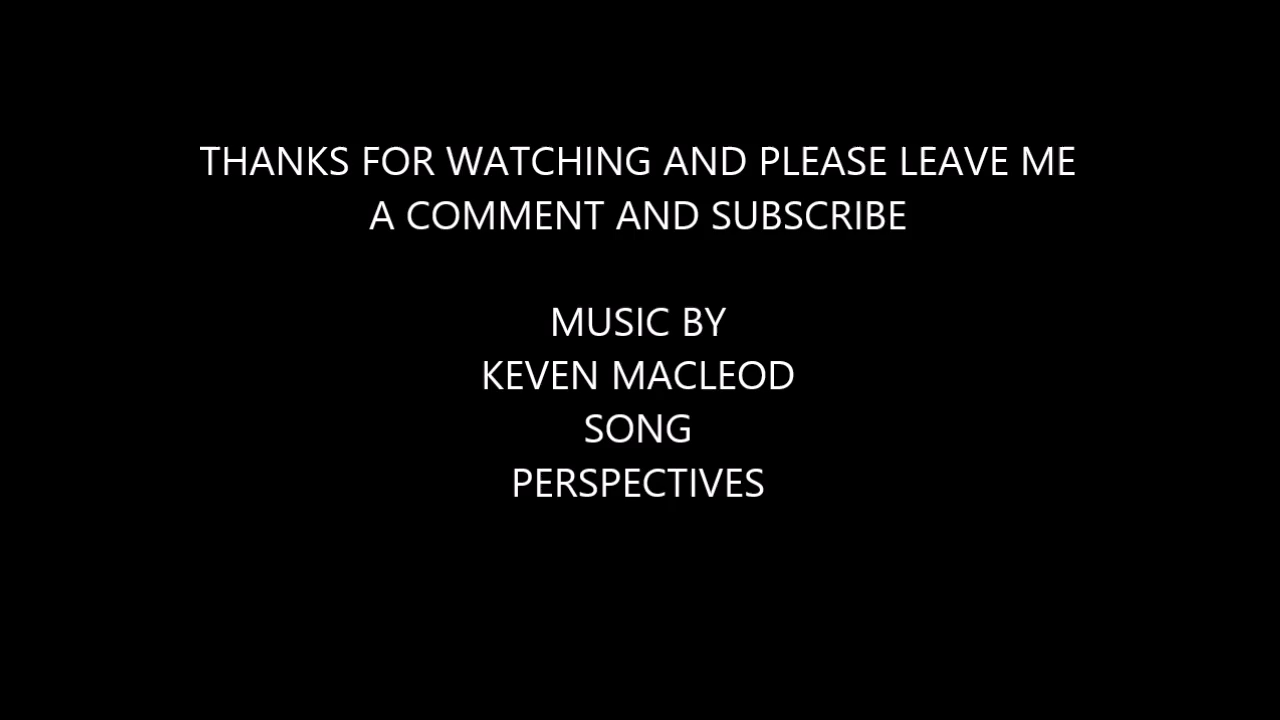 THANKS FOR WATCHING AND PLEASE LEAVE ME
A COMMENT AND SUBSCRIBE
MUSIC BY
KEVEN MACLEOD
SONG
PERSPECTIVES